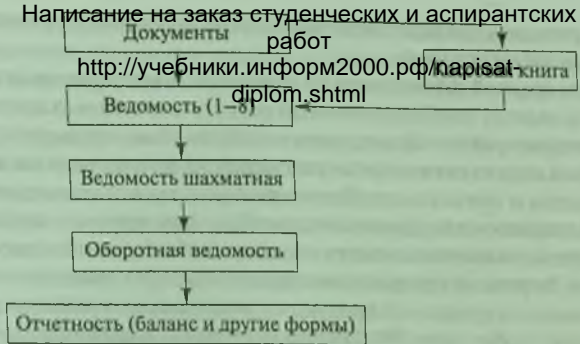 Написание на заказ студенческих и аспирантских
работ
http://учебники.информ2000.рф/napisat-
diplom.shtml
Документы
книга
Ведомость (1–8)
Ведомость шахматная
Оборотная ведомость
Отчетность (баланс и другие формы)